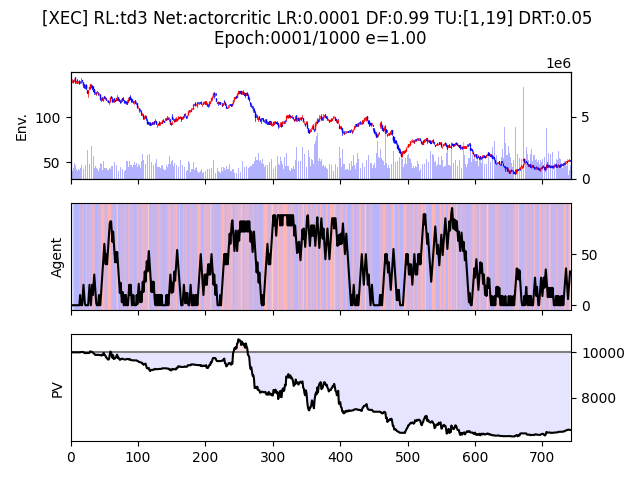 [XEC] RL:td3 Net:actorcritic LR:0.0001 DF:0.99 TU:[1,19] DRT:0.05
Epoch:0001/1000 e=1.00
1e6
Env.
100
50
5
0
Agent
50
0
PV
10000
8000
0 100 200 300 400 500 600 700